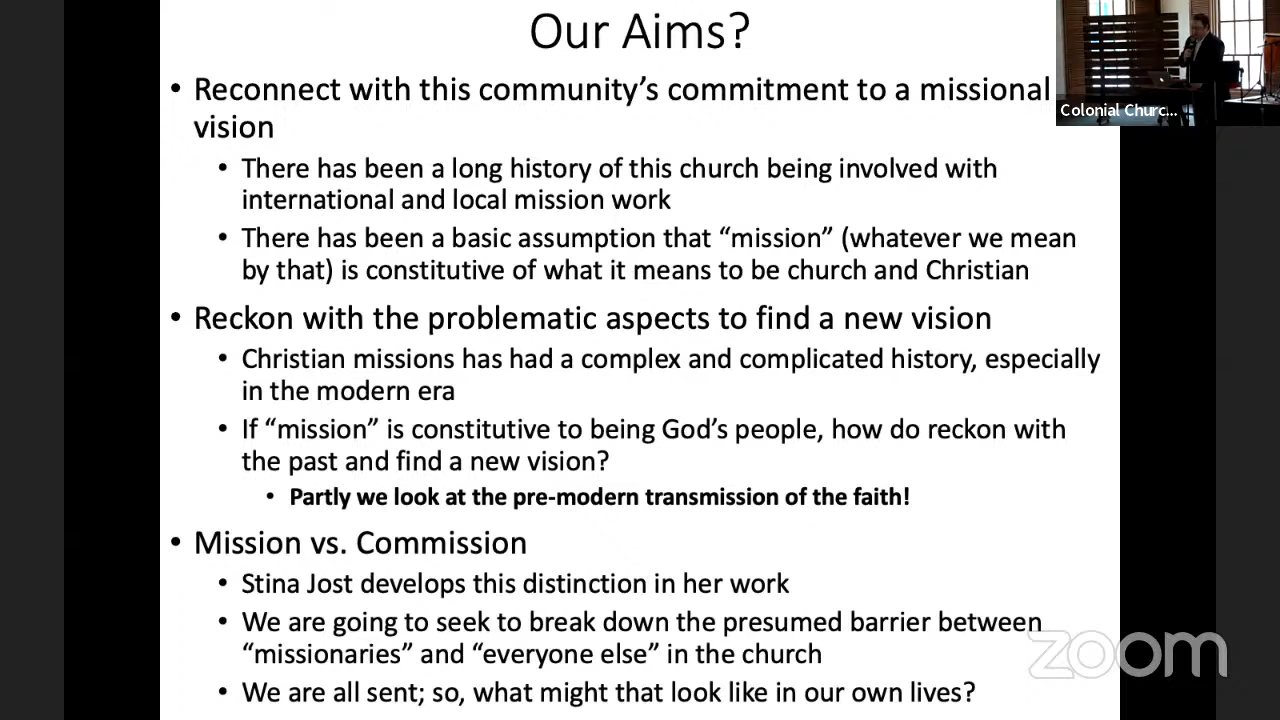 Our Aims?
• Reconnect with this community’s commitment to a missional
vision
• There has been a long history of this church being involved with
international and local mission work
• There has been a basic assumption that “mission” (whatever we mean
by that) is constitutive of what it means to be church and Christian
• Reckon with the problematic aspects to find a new vision
• Christian missions has had a complex and complicated history, especially
in the modern era
• If “mission” is constitutive to being God’s people, how do reckon with
the past and find a new vision?
• Partly we look at the pre-modern transmission of the faith!
• Mission vs. Commission
• Stina Jost develops this distinction in her work
• We are going to seek to break down the presumed barrier between
“missionaries” and “everyone else” in the church
• We are all sent; so, what might that look like in our own lives?
Colonial Churc...
zoom